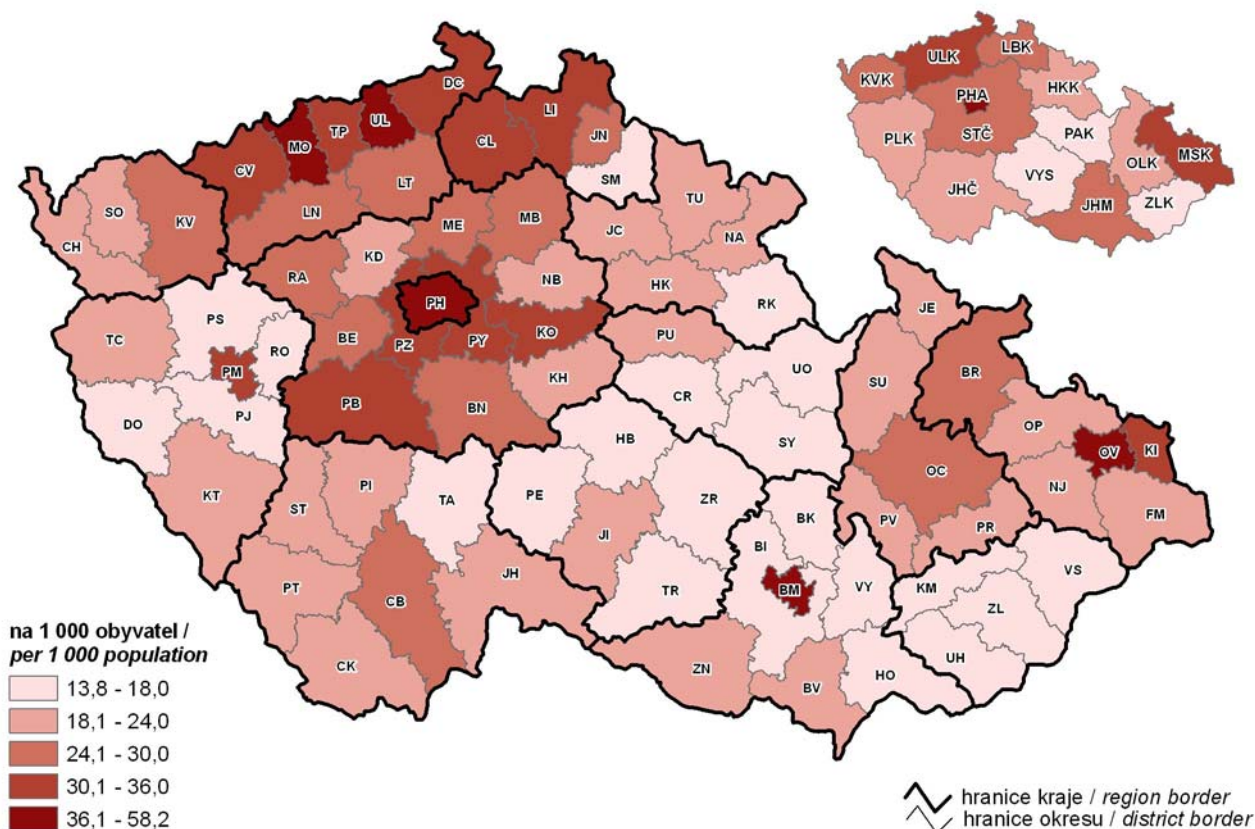 DC
LI
UL
TP
MO
CL
JN
CV
SM
LT
SO
KV
LN
TU
MB
ME
JC
CH
KD
NA
RA
NB
HK
PH
RK
PS
TC
BE
PZ
PY
KO
PU
RO
JE
PM
UO
KH
SU
BR
CR
PB
BN
DO
PJ
OP
HB
SY
OV
KI
OC
KT
PI
TA
PE
ZR
NJ
ST
BK
PV
FM
PR
JI
BI
JH
VS
PT
TR
BM
VY
KM
CB
ZL
UH
CK
ZN
HO
BV
ULK
LBK
KVK
HKK
PHA
STČ
PAK
PLK
MSK
OLK
VYS
JHČ
JHM
ZLK
na 1 000 obyvatel /
per 1 000 population
13,8 - 18,0
18,1 - 24,0
24,1 - 30,0
30,1 - 36,0
36,1 - 58,2
hranice kraje / region border
hranice okresu / district border